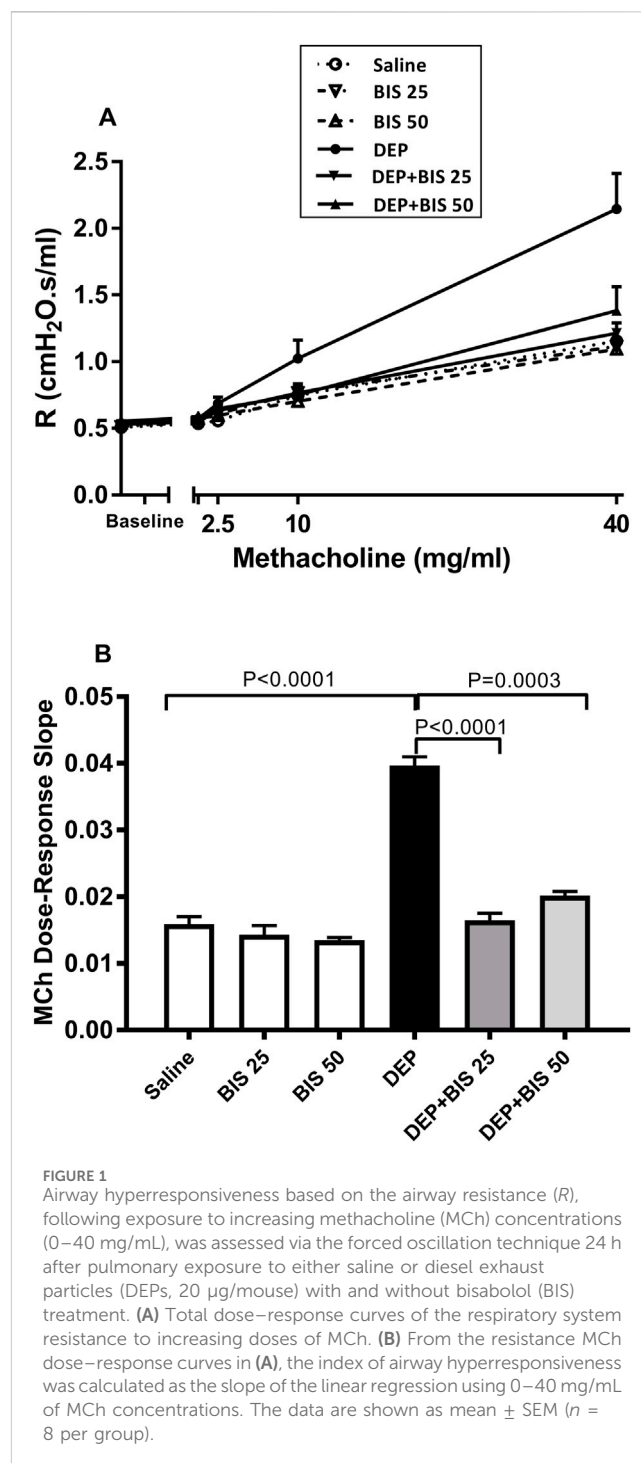 Saline
BIS 25
BIS 50
DEP
DEP+BIS 25
DEP+BIS 50
A
2.5
2.0
1.5
1.0
0.5
0.0
R (cmH₂O.s/ml)
Baseline
2.5
10
40
Methacholine (mg/ml)
B
P<0.0001
P=0.0003
P<0.0001
0.05
0.04
0.03
0.02
0.01
0.00
MCh Dose-Response Slope
Saline
BIS 25
BIS 50
DEP
DEP+BIS 25
DEP+BIS 50
FIGURE 1
Airway hyperresponsiveness based on the airway resistance (R),
following exposure to increasing methacholine (MCh) concentrations
(0–40 mg/mL), was assessed via the forced oscillation technique 24 h
after pulmonary exposure to either saline or diesel exhaust
particles (DEPs, 20 µg/mouse) with and without bisabolol (BIS)
treatment. (A) Total dose–response curves of the respiratory system
resistance to increasing doses of MCh. (B) From the resistance MCh
dose–response curves in (A), the index of airway hyperresponsiveness
was calculated as the slope of the linear regression using 0–40 mg/mL
of MCh concentrations. The data are shown as mean ± SEM (n =
8 per group).